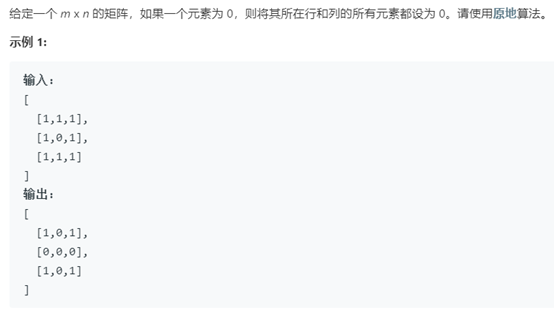 给定一个 m x n 的矩阵，如果一个元素为 0，则将其所在行和列的所有元素都设为 0。请使用原地算法。
示例 1:
输入:
[
[1,1,1],
[1,0,1],
[1,1,1]
]
输出:
[
[1,0,1],
[0,0,0],
[1,0,1]
]